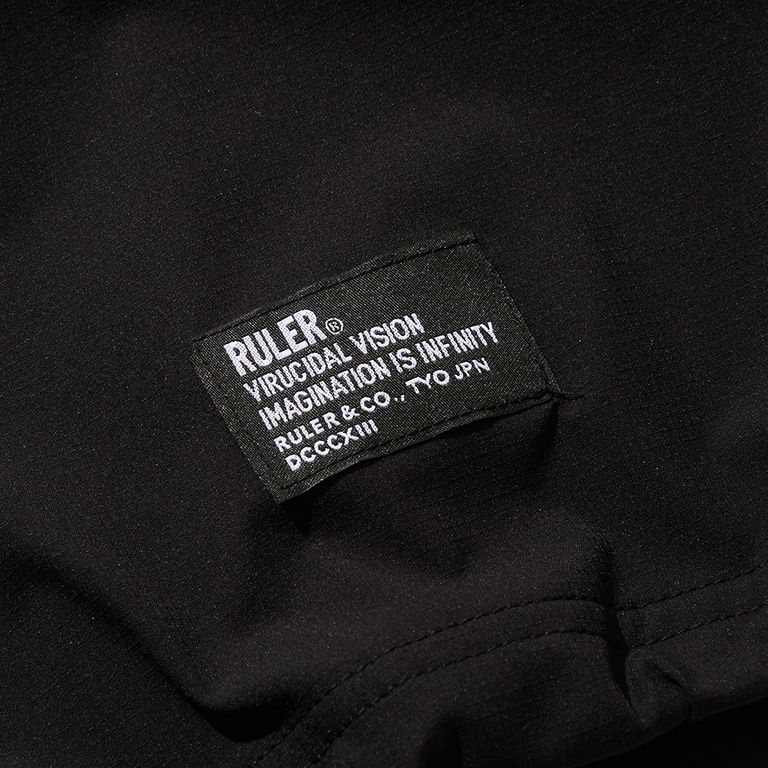 RULER®
VIRUCIDAL VISION
IMAGINATION IS INFINITY
RULER & CO., TYO JPN
DCCCXIII